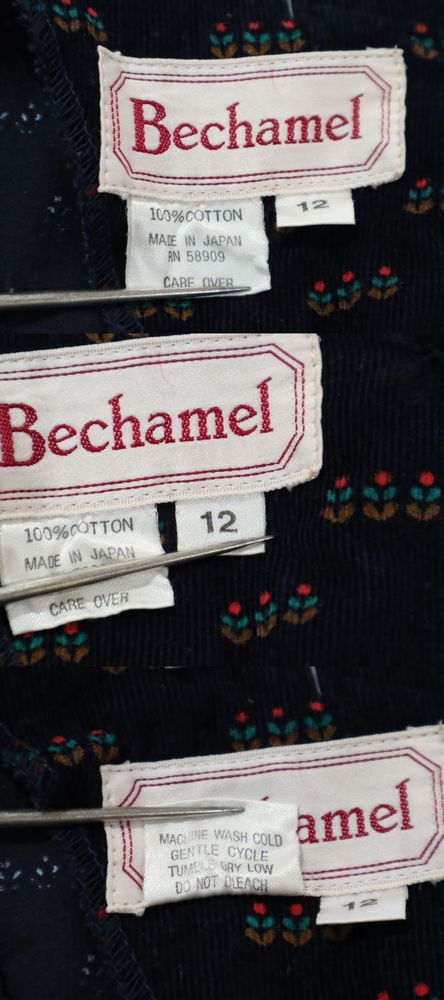 Bechamel
100%COTTON
MADE IN JAPAN
RN 58909
CARE OVER
12
Bechamel
100%COTTON
MADE IN JAPAN
CARE OVER
12
amel
MACHINE WASH COLD
GENTLE CYCLE
TUMBLE DRY LOW
DO NOT BLEACH
12